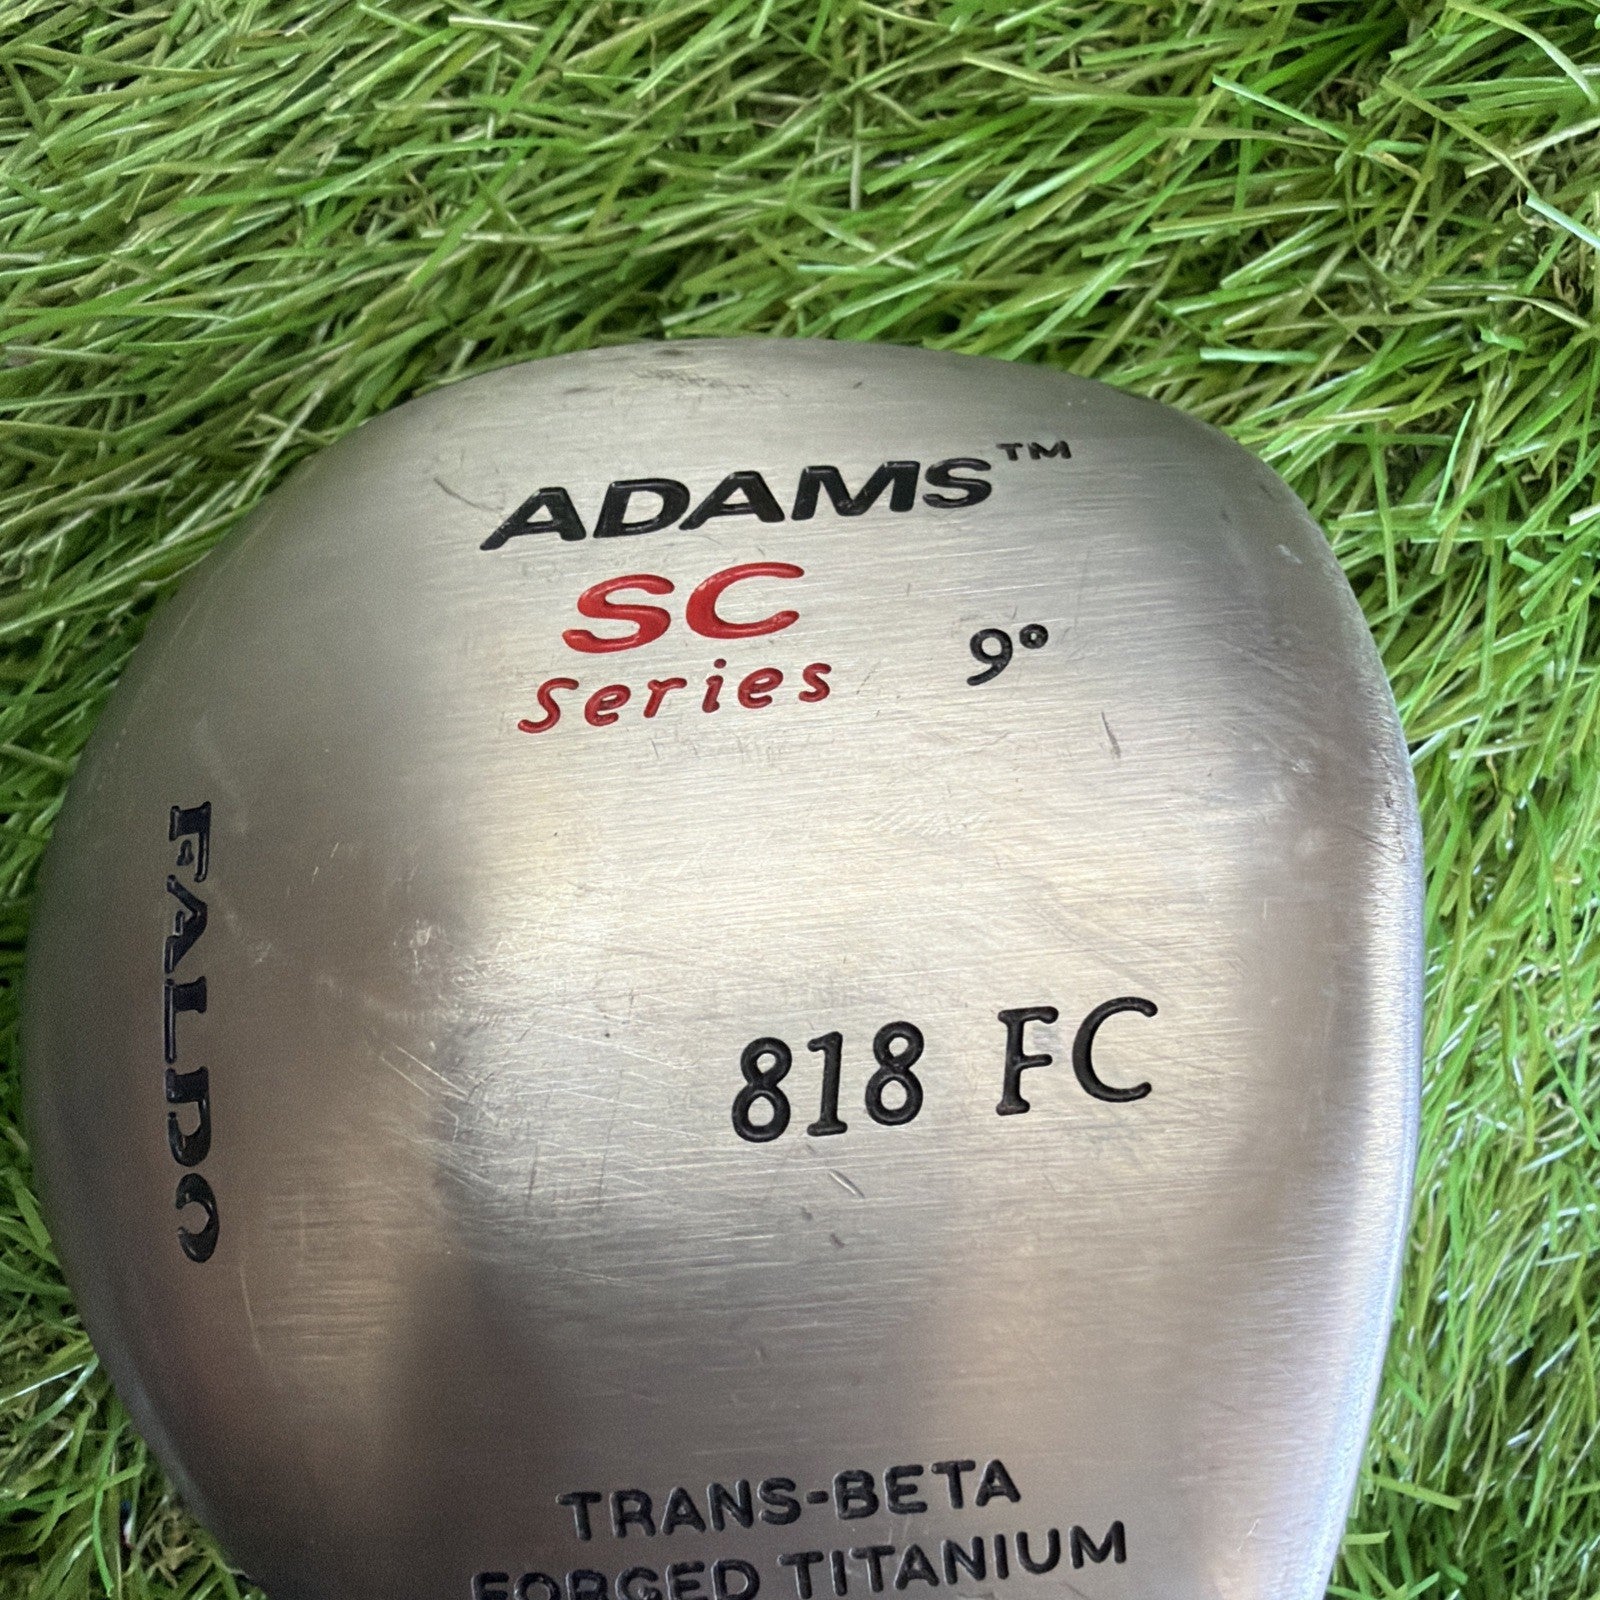 ADAMS™
SC
Series
9°
FALDO
818 FC
TRANS-BETA
FORGED TITANIUM